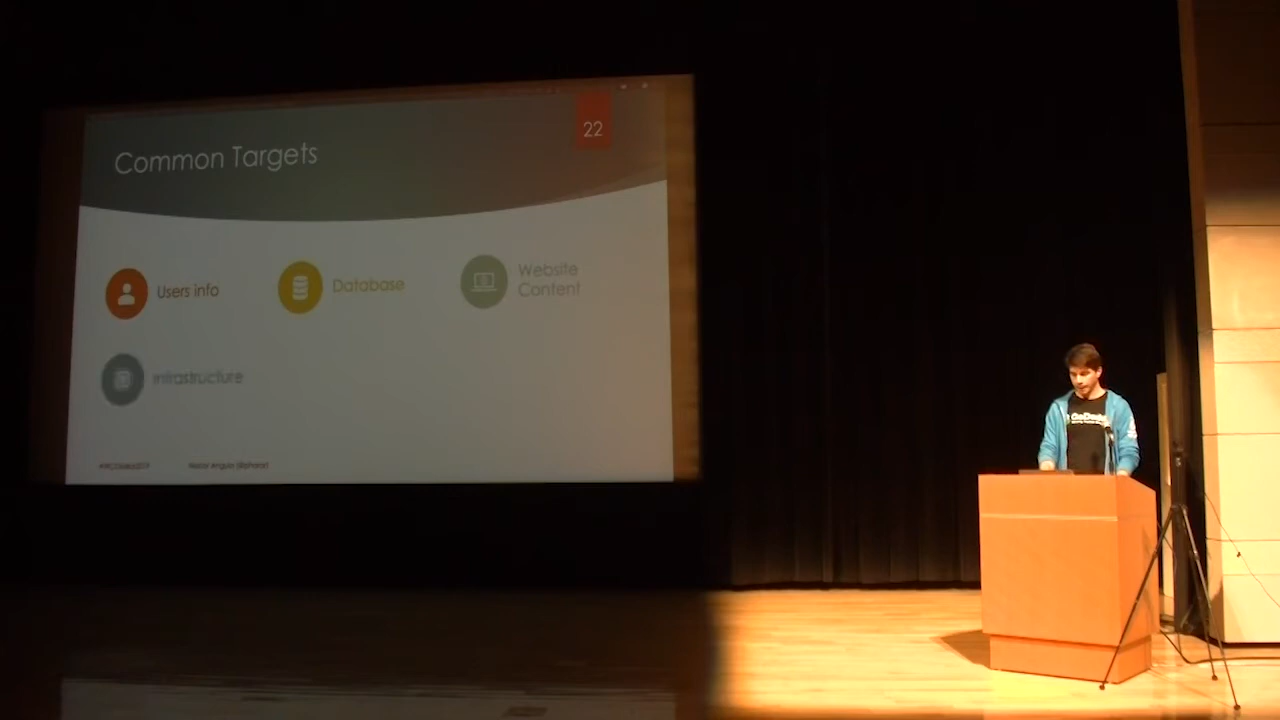 22
Common Targets
Users info
Database
Website
Content
Infrastructure